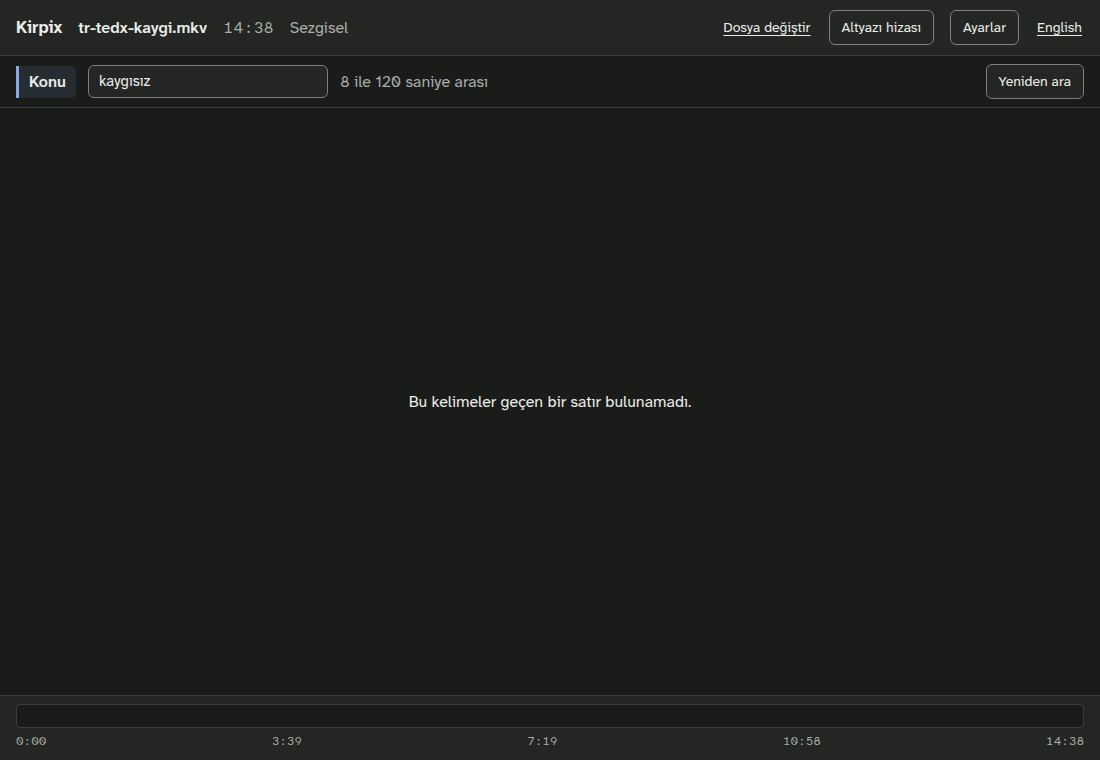 Kirpix tr-tedx-kaygi.mkv 14:38 Sezgisel Dosya değiştir Altyazı hizası Ayarlar English
Konu kaygısız 8 ile 120 saniye arası Yeniden ara
Bu kelimeler geçen bir satır bulunamadı.
0:00 3:39 7:19 10:58 14:38